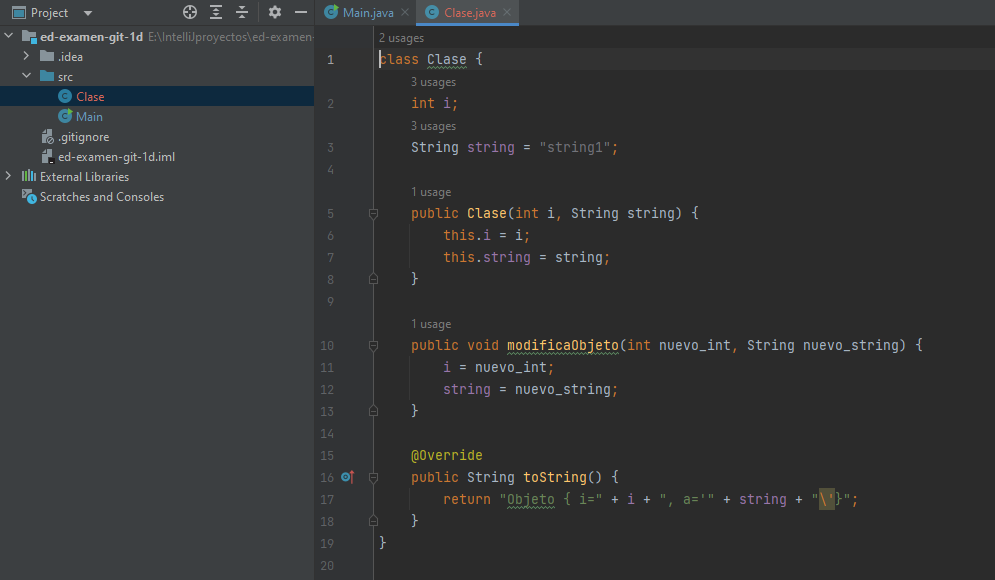 Project
ed-examen-git-1d E:\IntelliJproyectos\ed-examen-
.idea
src
Clase
Main
.gitignore
ed-examen-git-1d.iml
External Libraries
Scratches and Consoles
Main.java
Clase.java
2 usages
1 class Clase {
3 usages
2 int i;
3 usages
3 String string = "string1";
4
1 usage
5 public Clase(int i, String string) {
6 this.i = i;
7 this.string = string;
8 }
9
1 usage
10 public void modificaObjeto(int nuevo_int, String nuevo_string) {
11 i = nuevo_int;
12 string = nuevo_string;
13 }
14
15 @Override
16 public String toString() {
17 return "Objeto { i=" + i + ", a='" + string + "\'}";
18 }
19 }
20